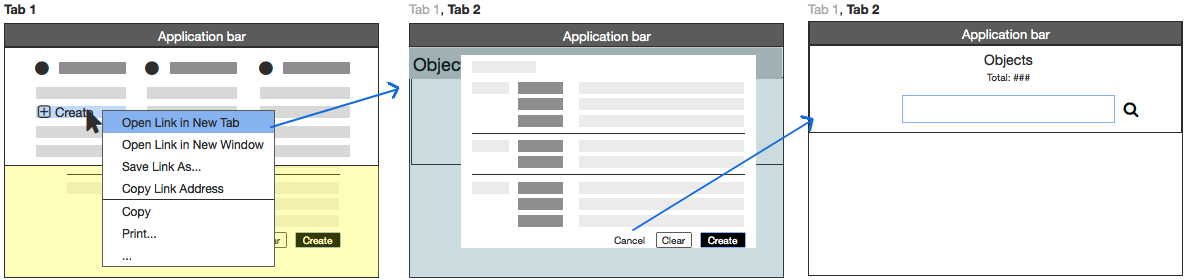 Tab 1
Application bar
Create
Open Link in New Tab
Open Link in New Window
Save Link As...
Copy Link Address
Copy
Print...
...
ar
Create
Tab 1, Tab 2
Application bar
Objec
Cancel
Clear
Create
Tab 1, Tab 2
Application bar
Objects
Total: ###